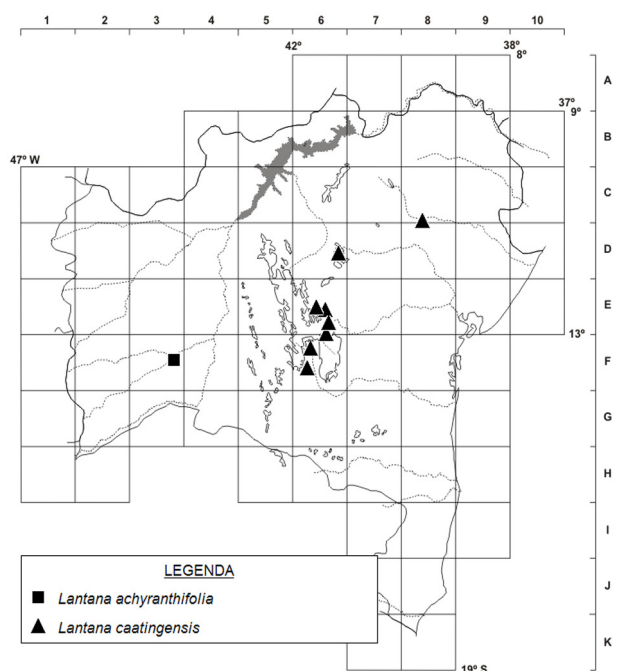 1 2 3 4 5 6 7 8 9 10
42º 38º
8º
A
37º
9º
B
47º W
C
D
E
13º
F
G
H
I
LEGENDA
J
Lantana achyranthifolia
Lantana caatingensis
K
19º S